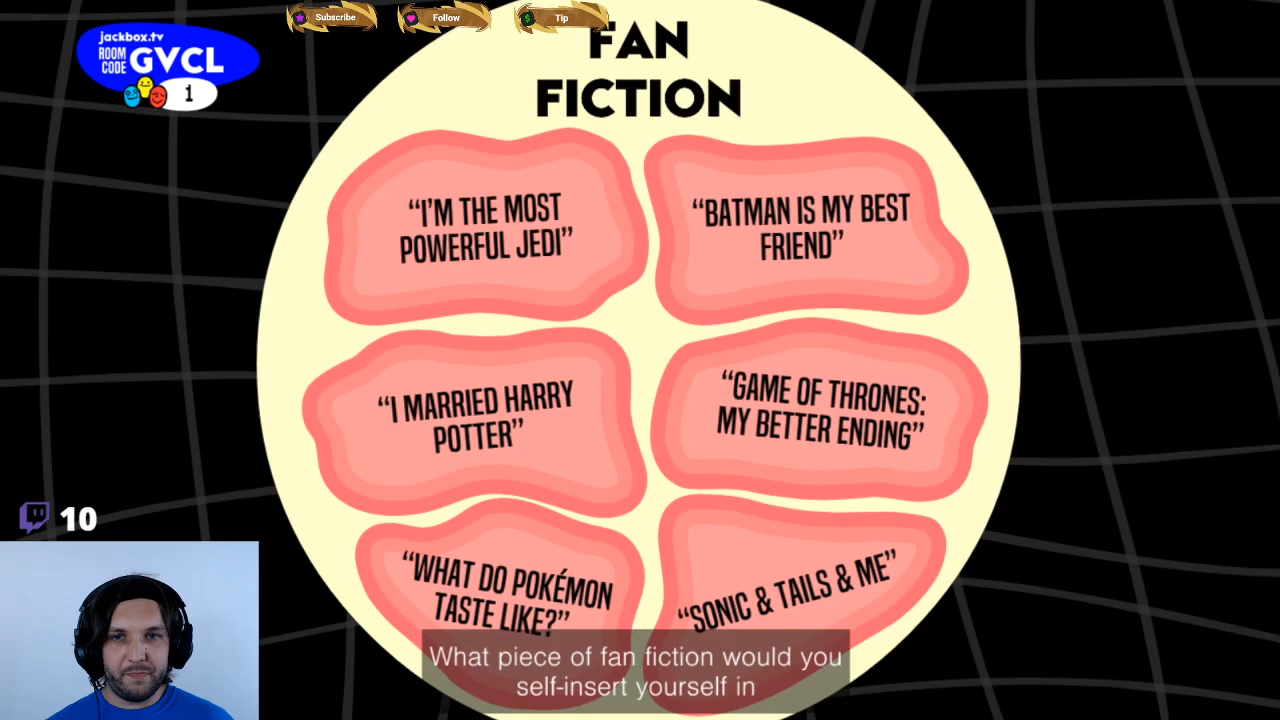 Subscribe
Follow
Tip
jackbox.tv
ROOM
CODE
GVCL
1
FAN
FICTION
“I’M THE MOST
POWERFUL JEDI”
“BATMAN IS MY BEST
FRIEND”
“I MARRIED HARRY
POTTER”
“GAME OF THRONES:
MY BETTER ENDING”
“WHAT DO POKÉMON
TASTE LIKE?”
“SONIC & TAILS & ME”
10
What piece of fan fiction would you
self-insert yourself in